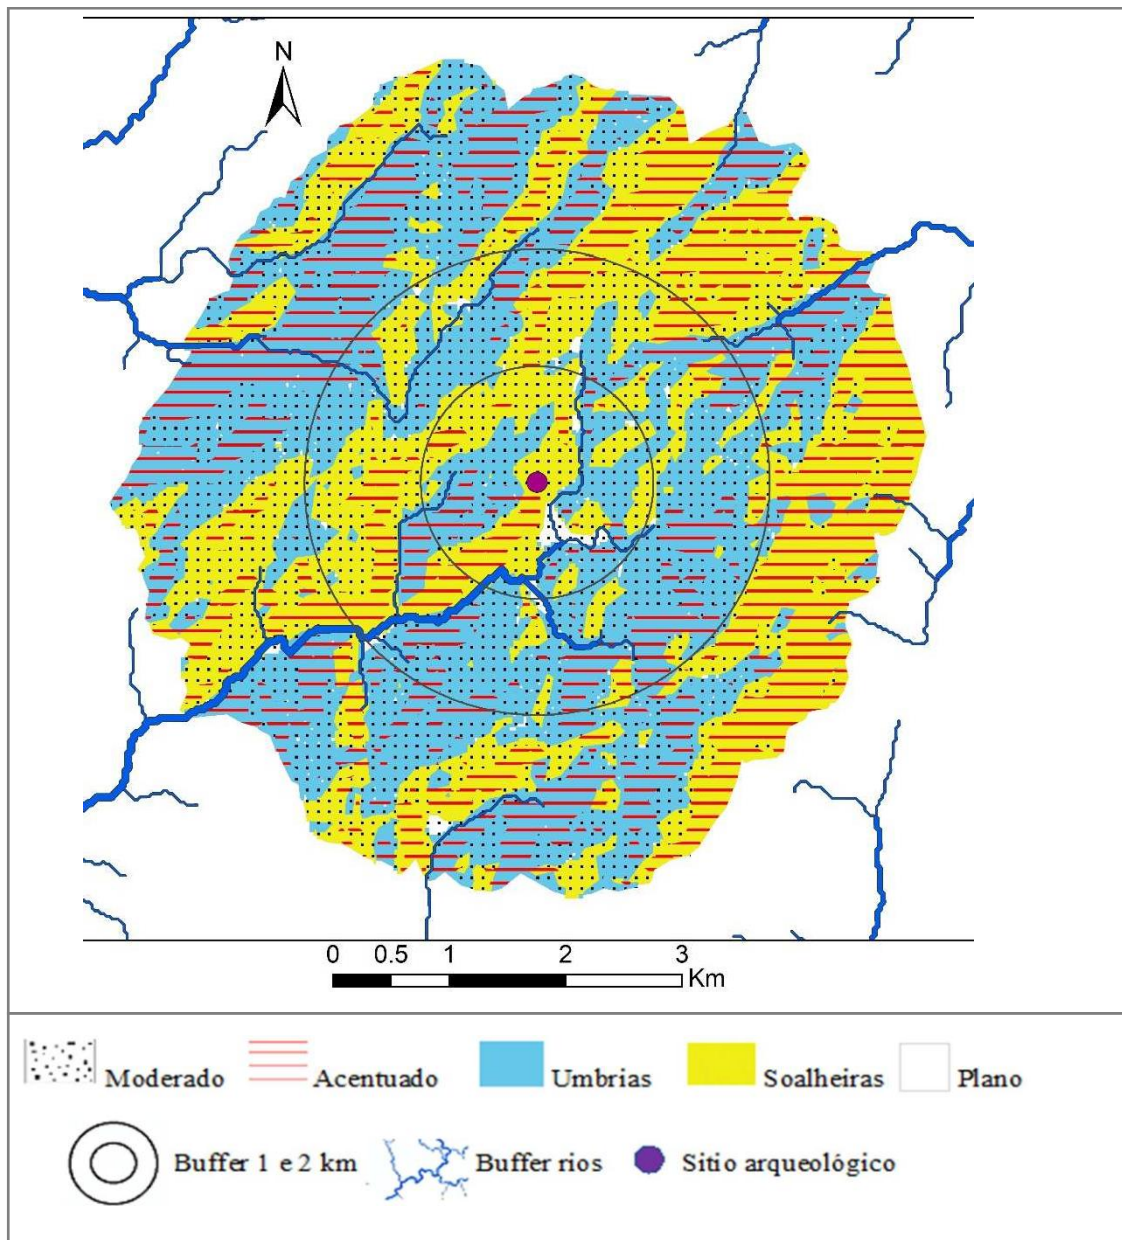 N
0 0.5 1 2 3
Km
Moderado Acentuado Umbrias Soalheiras Plano
Buffer 1 e 2 km Buffer rios Sitio arqueológico